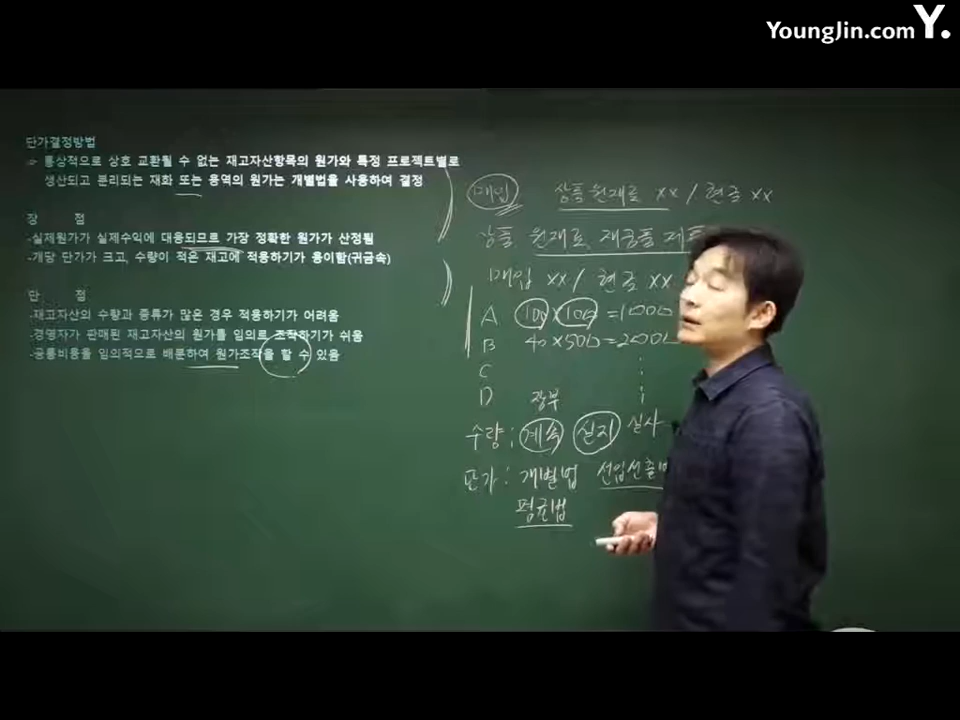 YoungJin.com Y.
단가결정방법
☞ 통상적으로 상호 교환될 수 없는 재고자산항목의 원가와 특정 프로젝트별로
생산되고 분리되는 재화 또는 용역의 원가는 개별법을 사용하여 결정
장 점
-실제원가가 실제수익에 대응되므로 가장 정확한 원가가 산정됨
-개당 단가가 크고, 수량이 적은 재고에 적용하기가 용이함(귀금속)
단 점
-재고자산의 수량과 종류가 많은 경우 적용하기가 어려움
-경영자가 판매된 재고자산의 원가를 임의로 조작하기가 쉬움
-공통비용을 임의적으로 배분하여 원가조작을 할 수 있음
매입 상품 원재료 xx / 현금 xx
상품 원재료, 재공품 제
매입 xx / 현금 xx
A 100 x 100 = 1000
B 40 x 500 = 2000
C
D 장부
수량 : 계속 실지 실사
단가 : 개별법 선입선출
평균법